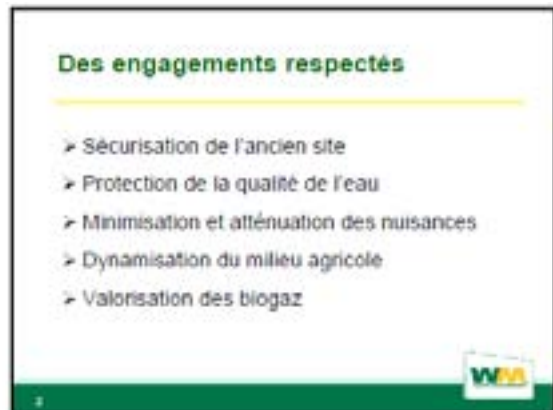 Des engagements respectés
➢ Sécurisation de l'ancien site
➢ Protection de la qualité de l'eau
➢ Minimisation et atténuation des nuisances
➢ Dynamisation du milieu agricole
➢ Valorisation des biogaz
WM